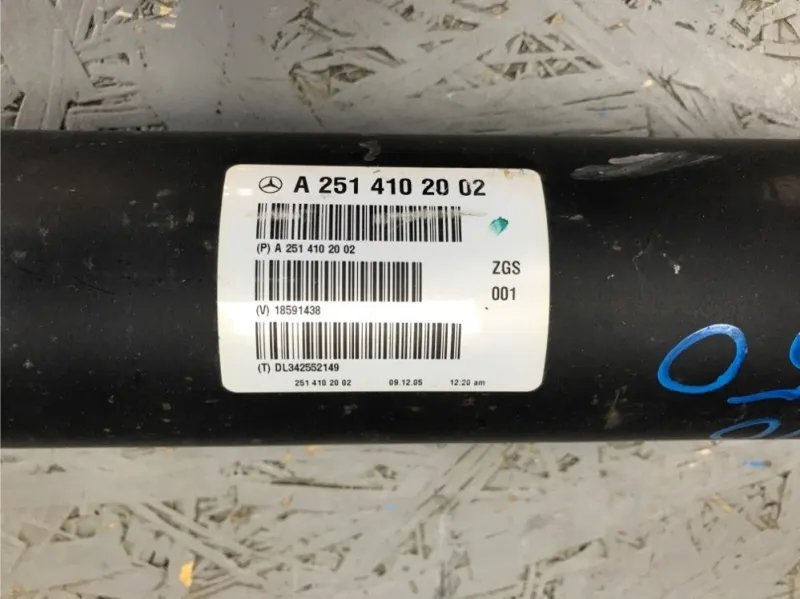 A 251 410 20 02
(P) A 251 410 20 02
ZGS
001
(V) 18591438
(T) DL342552149
251 410 20 02 09.12.05 12:20 am